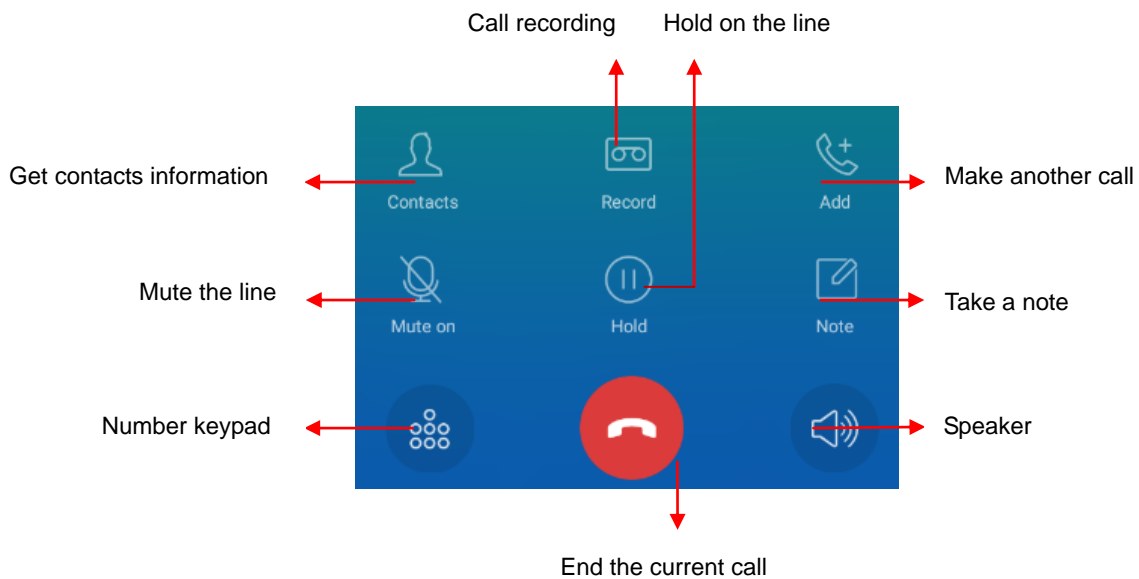 Call recording
Hold on the line
Get contacts information
Contacts
Record
Add
Make another call
Mute the line
Mute on
Hold
Note
Take a note
Number keypad
Speaker
End the current call